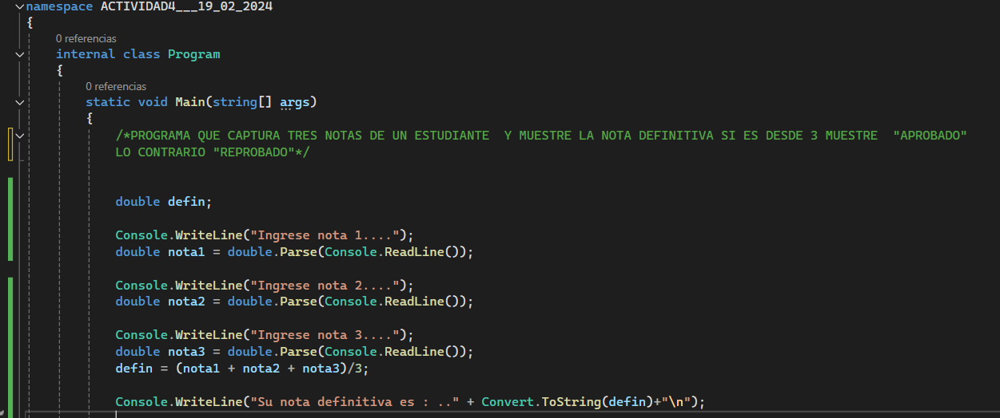 namespace ACTIVIDAD4___19_02_2024
{
0 referencias
internal class Program
{
0 referencias
static void Main(string[] args)
{
/*PROGRAMA QUE CAPTURA TRES NOTAS DE UN ESTUDIANTE  Y MUESTRE LA NOTA DEFINITIVA SI ES DESDE 3 MUESTRE  "APROBADO"
LO CONTRARIO "REPROBADO"*/
double defin;
Console.WriteLine("Ingrese nota 1....");
double nota1 = double.Parse(Console.ReadLine());
Console.WriteLine("Ingrese nota 2....");
double nota2 = double.Parse(Console.ReadLine());
Console.WriteLine("Ingrese nota 3....");
double nota3 = double.Parse(Console.ReadLine());
defin = (nota1 + nota2 + nota3)/3;
Console.WriteLine("Su nota definitiva es : .." + Convert.ToString(defin)+"\n");